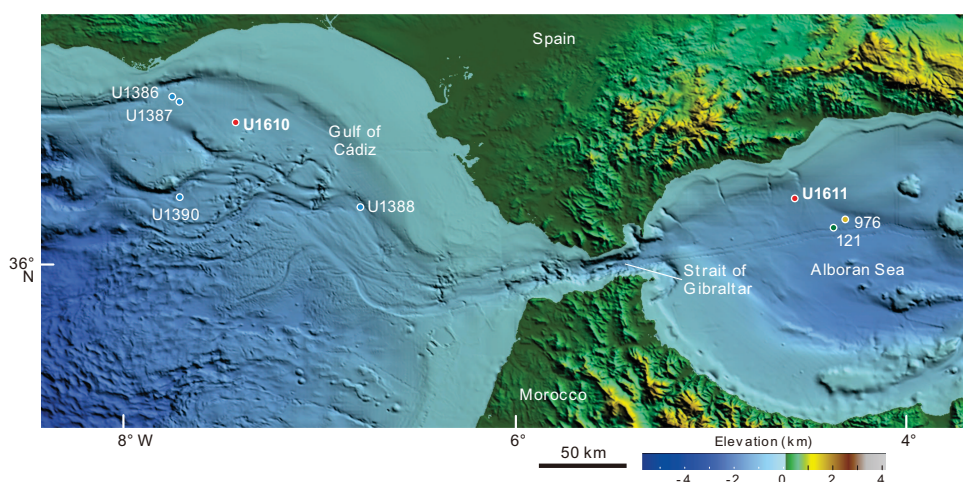 Spain
U1386
U1387
U1610
Gulf of
Cádiz
U1390
U1388
U1611
976
121
36°
N
Strait of
Gibraltar
Alboran Sea
Morocco
8° W
6°
4°
50 km
Elevation (km)
-4 -2 0 2 4